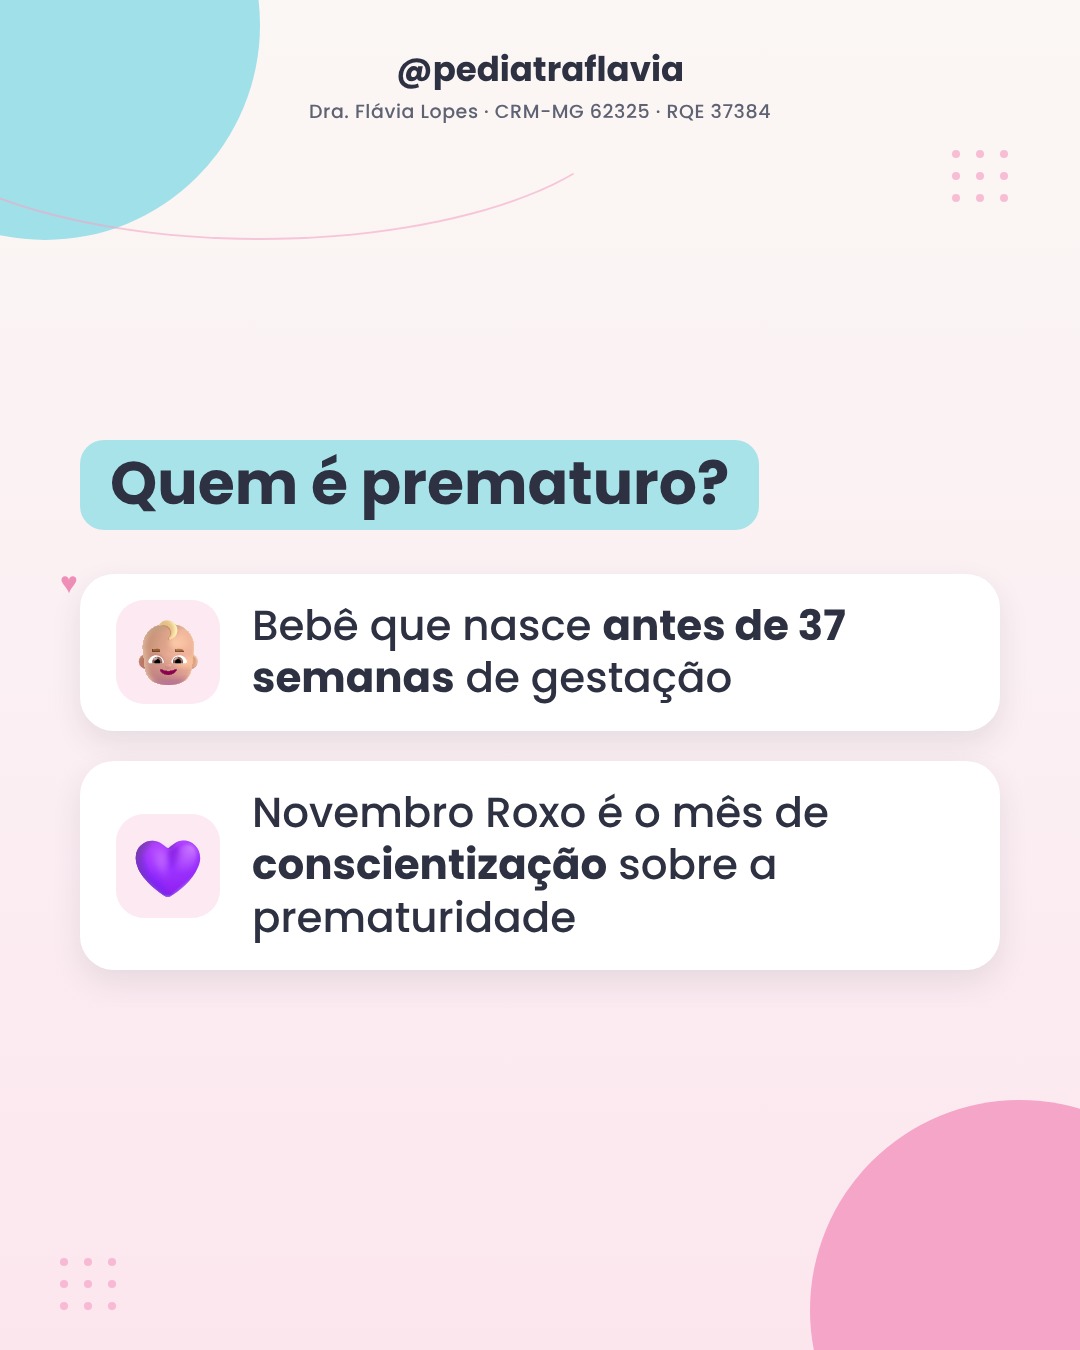 @pediatraflavia
Dra. Flávia Lopes · CRM-MG 62325 · RQE 37384
Quem é prematuro?
Bebê que nasce antes de 37
semanas de gestação
Novembro Roxo é o mês de
conscientização sobre a
prematuridade